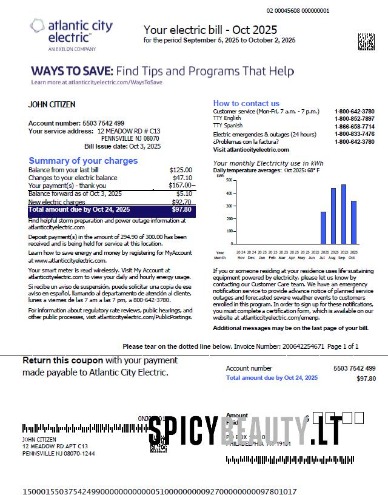 02 00045608 00000001
atlantic city
electric
AN EXELON COMPANY
Your electric bill - Oct 2025
for the period September 6, 2025 to October 2, 2025
WAYS TO SAVE: Find Tips and Programs That Help
Learn more at atlanticcityelectric.com/WaysToSave
JOHN CITIZEN
Account number: 5503 7542 499
Your service address: 12 MEADOW RD # C13
PENNSVILLE NJ 08070
Bill Issue date: Oct 3, 2025
Summary of your charges
Balance from your last bill $125.00
Changes to your electric balance $47.10
Your payment(s) - thank you $167.00-
Balance forward as of Oct 3, 2025 $5.10
New electric charges $92.70
Total amount due by Oct 24, 2025 $97.80
Find helpful storm preparation and power outage information at
atlanticcityelectric.com.
Deposit payment(s) in the amount of 294.90 of 300.00 has been
received and is being held for service at this location.
Learn how to save energy and money by registering for MyAccount
at www.atlanticcityelectric.com.
Your smart meter is read wirelessly. Visit My Account at
atlanticcityelectric.com to view your daily and hourly energy usage.
Si recibe un aviso de suspensión, puede solicitar una copia de ese
aviso en español, llamando al departamento de atención al cliente,
lunes a viernes de las 7 am a las 7 pm, a 800-642-3780.
For information about regulatory rate reviews, public hearings, and
other public processes, visit atlanticcityelectric.com/PublicPostings.
How to contact us
Customer service (Mon-Fri, 7 a.m. - 7 p.m.) 1-800-642-3780
TTY English 1-800-852-7897
TTY Spanish 1-866-658-7714
Electric emergencies & outages (24 hours) 1-800-833-7476
¿Problemas con la factura? 1-800-642-3780
Visit atlanticcityelectric.com
Your monthly Electricity use in kWh
Daily temperature averages: Oct 2025: 68° F
500
400
300
200
100
0
Year
Month
If you or someone residing at your residence uses life sustaining
equipment powered by electricity, please let us know by
contacting our Customer Care team. We have an emergency
notification service to provide advance notice of planned service
outages and forecasted severe weather events to customers
enrolled in this program. In order to sign up for this service,
you must complete a certification form, which is available on our
website at atlanticcityelectric.com/emerg.
Additional messages may be on the last page of your bill.
Please tear on the dotted line below. Invoice Number: 200642254671 Page 1 of 1
Return this coupon with your payment
made payable to Atlantic City Electric.
Account number 5503 7542 499
Total amount due by Oct 24, 2025 $97.80
Amount
$
SPICYBEAUTY.LT
JOHN CITIZEN
12 MEADOW RD APT C13
PENNSVILLE NJ 08070-1244
PHILADELPHIA PA 19101